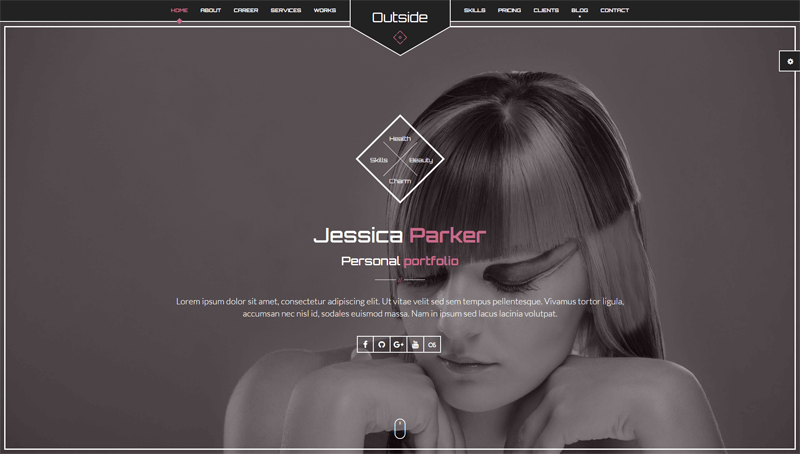 HOME ABOUT CAREER SERVICES WORKS Outside SKILLS PRICING CLIENTS BLOG CONTACT
Health
Skills Beauty
Charm
Jessica Parker
Personal portfolio
Lorem ipsum dolor sit amet, consectetur adipiscing elit. Ut vitae velit sed sem tempus pellentesque. Vivamus tortor ligula,
accumsan nec nisl id, sodales euismod massa. Nam in ipsum sed lacus lacinia volutpat.